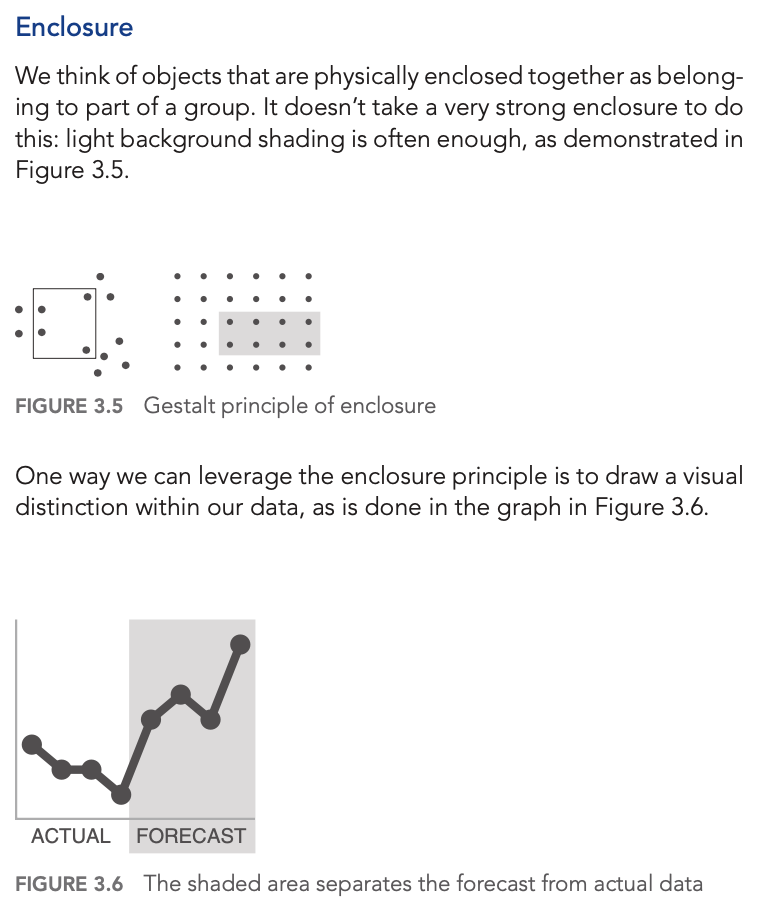 Enclosure
We think of objects that are physically enclosed together as belong-
ing to part of a group. It doesn’t take a very strong enclosure to do
this: light background shading is often enough, as demonstrated in
Figure 3.5.
FIGURE 3.5 Gestalt principle of enclosure
One way we can leverage the enclosure principle is to draw a visual
distinction within our data, as is done in the graph in Figure 3.6.
ACTUAL FORECAST
FIGURE 3.6 The shaded area separates the forecast from actual data